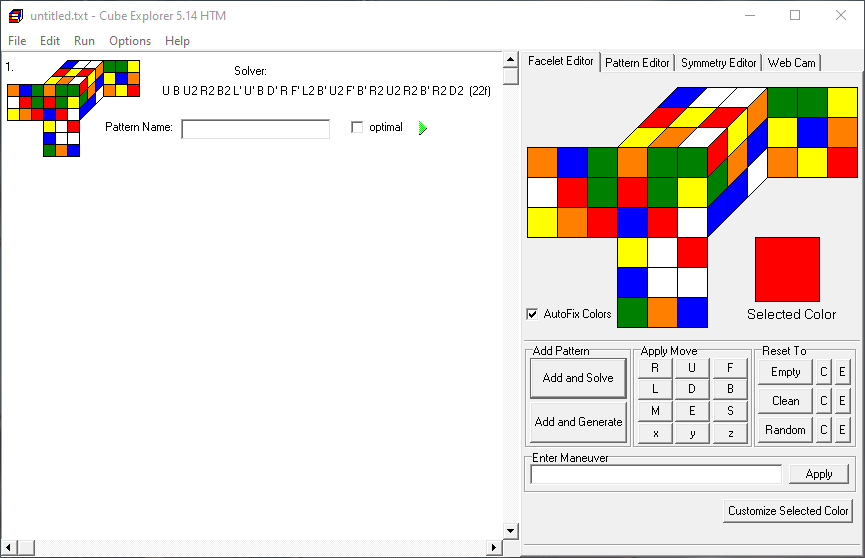 untitled.txt - Cube Explorer 5.14 HTM
File Edit Run Options Help
1.
Solver:
U B U2 R2 B2 L' U' B D' R F' L2 B' U2 F' B' R2 U2 R2 B' R2 D2 (22f)
Pattern Name: optimal
Facelet Editor Pattern Editor Symmetry Editor Web Cam
AutoFix Colors Selected Color
Add Pattern Apply Move Reset To
Add and Solve
Add and Generate
R U F
L D B
M E S
x y z
Empty C E
Clean C E
Random C E
Enter Maneuver
Apply
Customize Selected Color